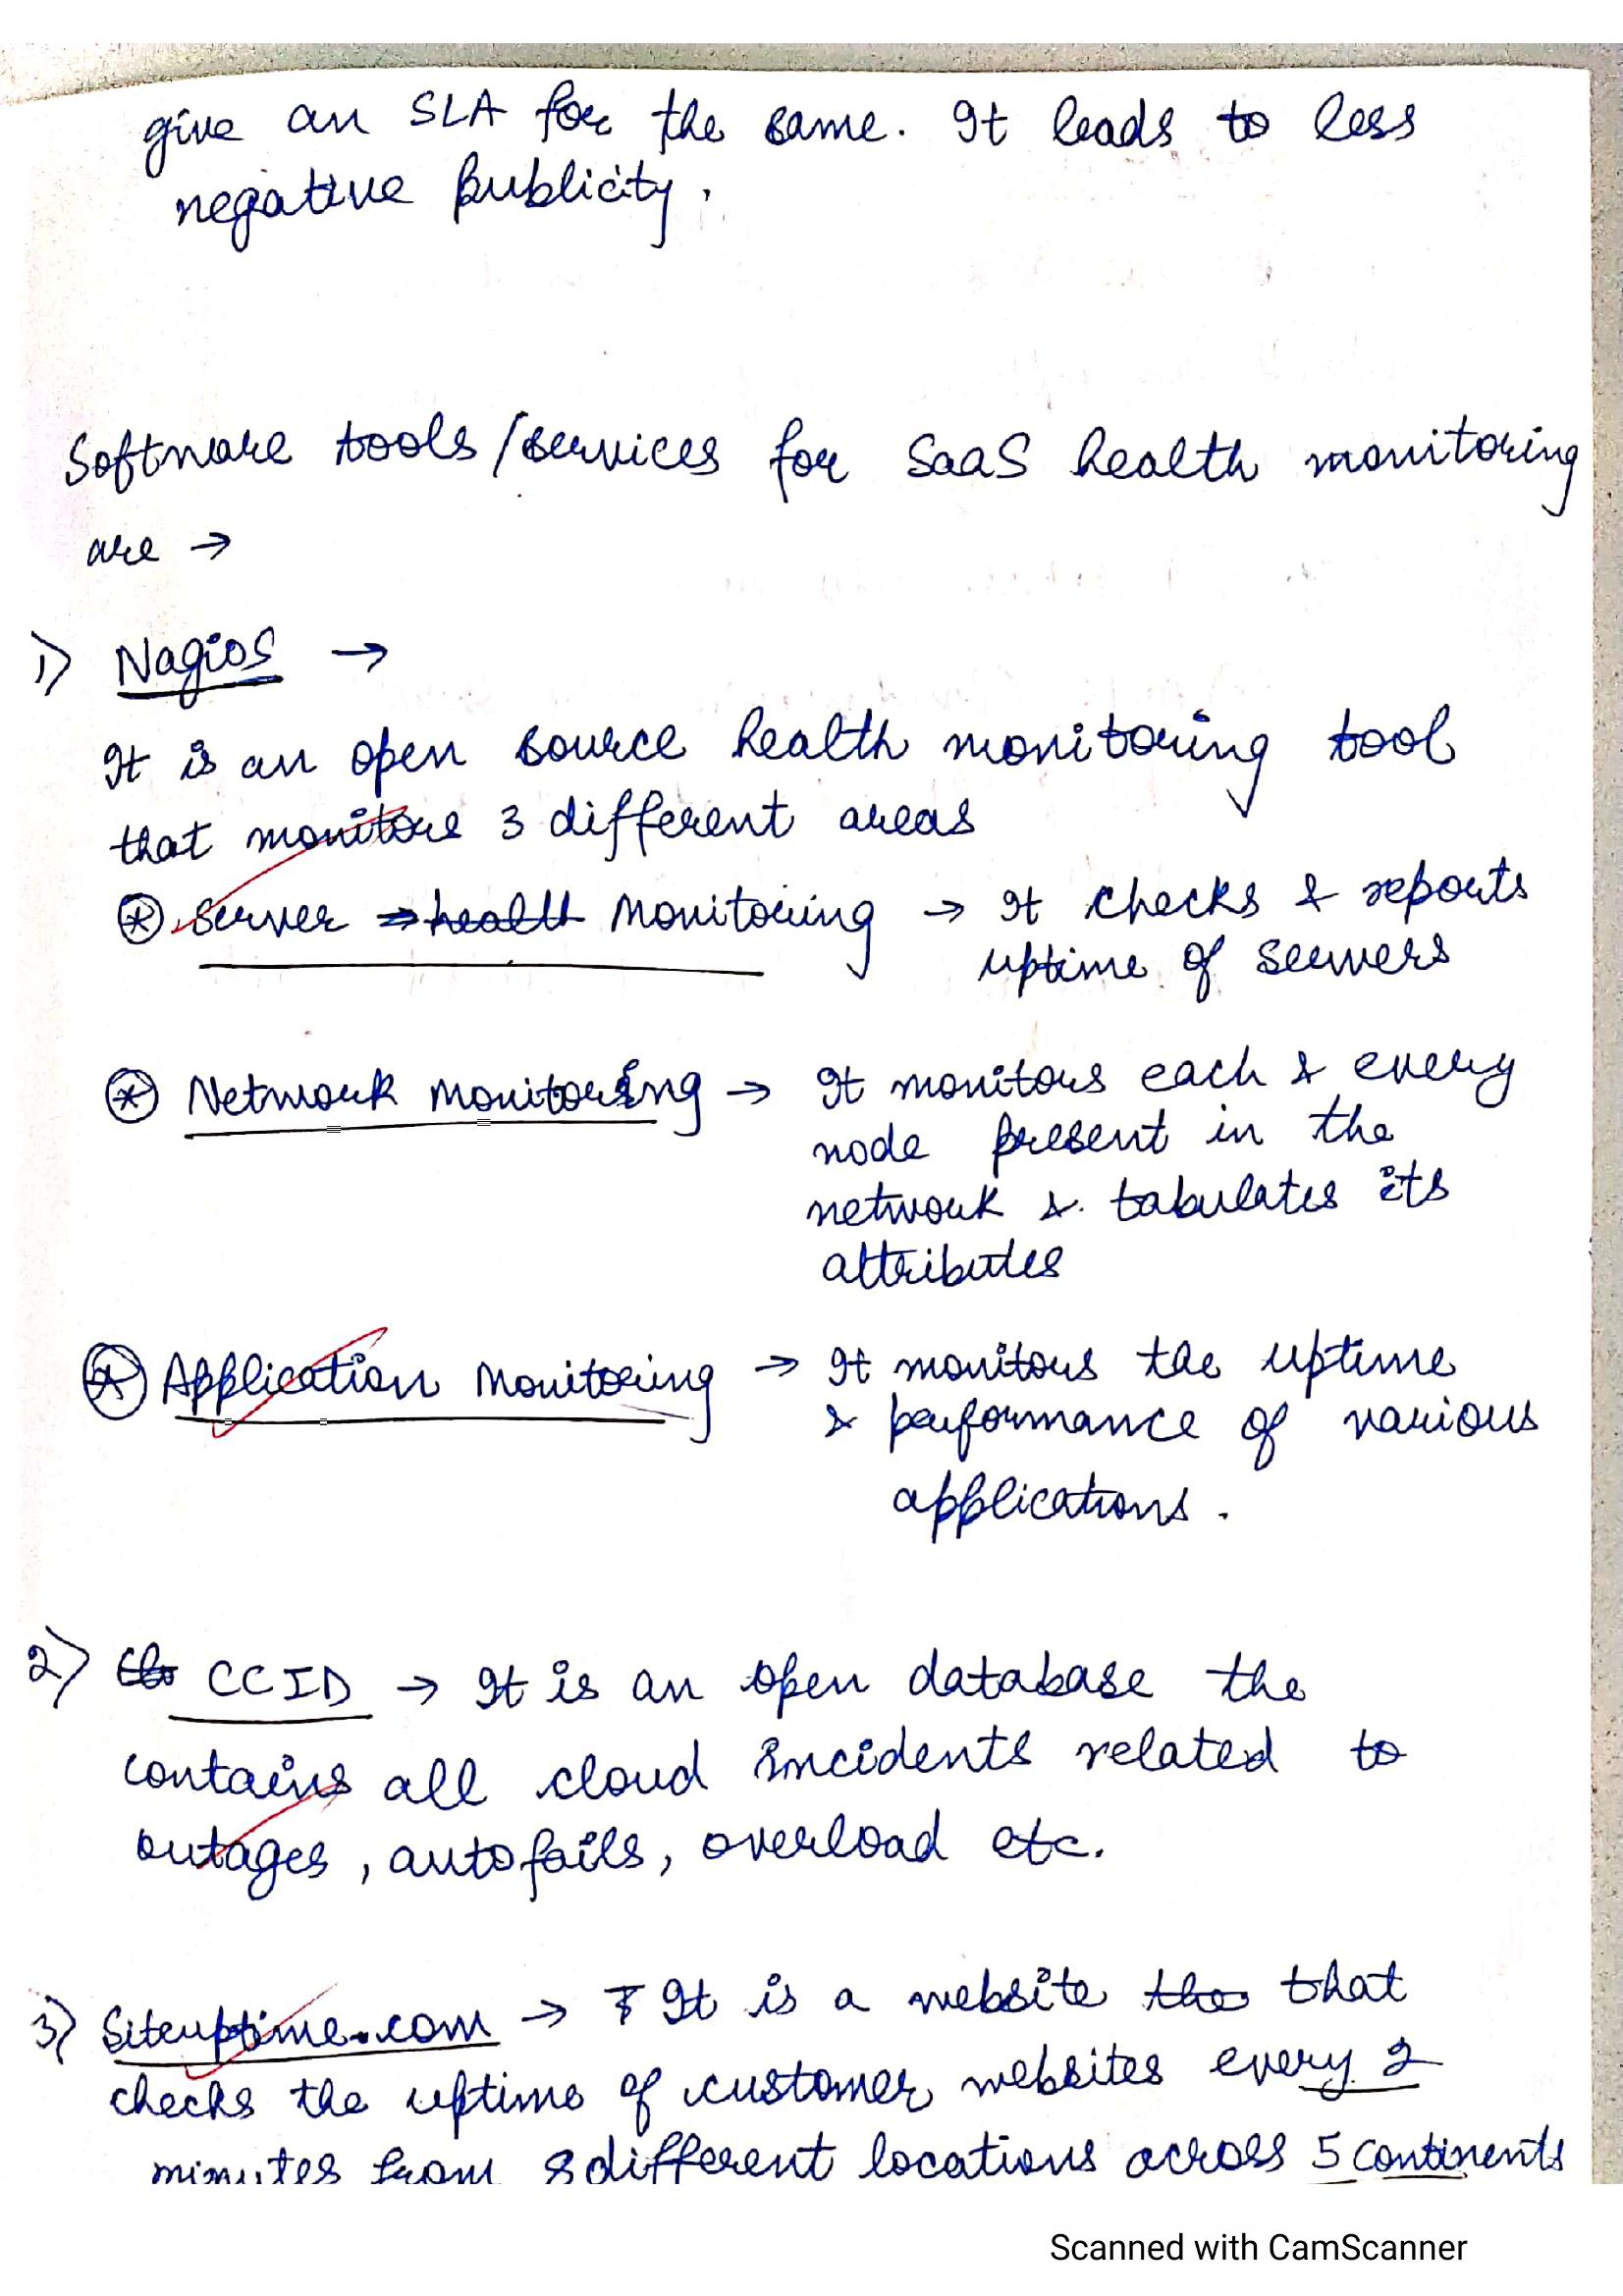 give an SLA for the same. It leads to less
negative publicity.
Software tools/services for SaaS health monitoring
are →
1) Nagios →
It is an open source health monitoring tool
that monitors 3 different areas
⊛ Server → health Monitoring → It checks & reports
uptime of servers
⊛ Network Monitoring → It monitors each & every
node present in the
network & tabulates its
attributes
⊛ Application Monitoring → It monitors the uptime
& performance of various
applications.
2) CCID → It is an open database the
contains all cloud incidents related to
outages, autofails, overload etc.
3) Siteuptime.com → It is a website tha that
checks the uptime of customer websites every 2
minutes from 8 different locations across 5 continents
Scanned with CamScanner